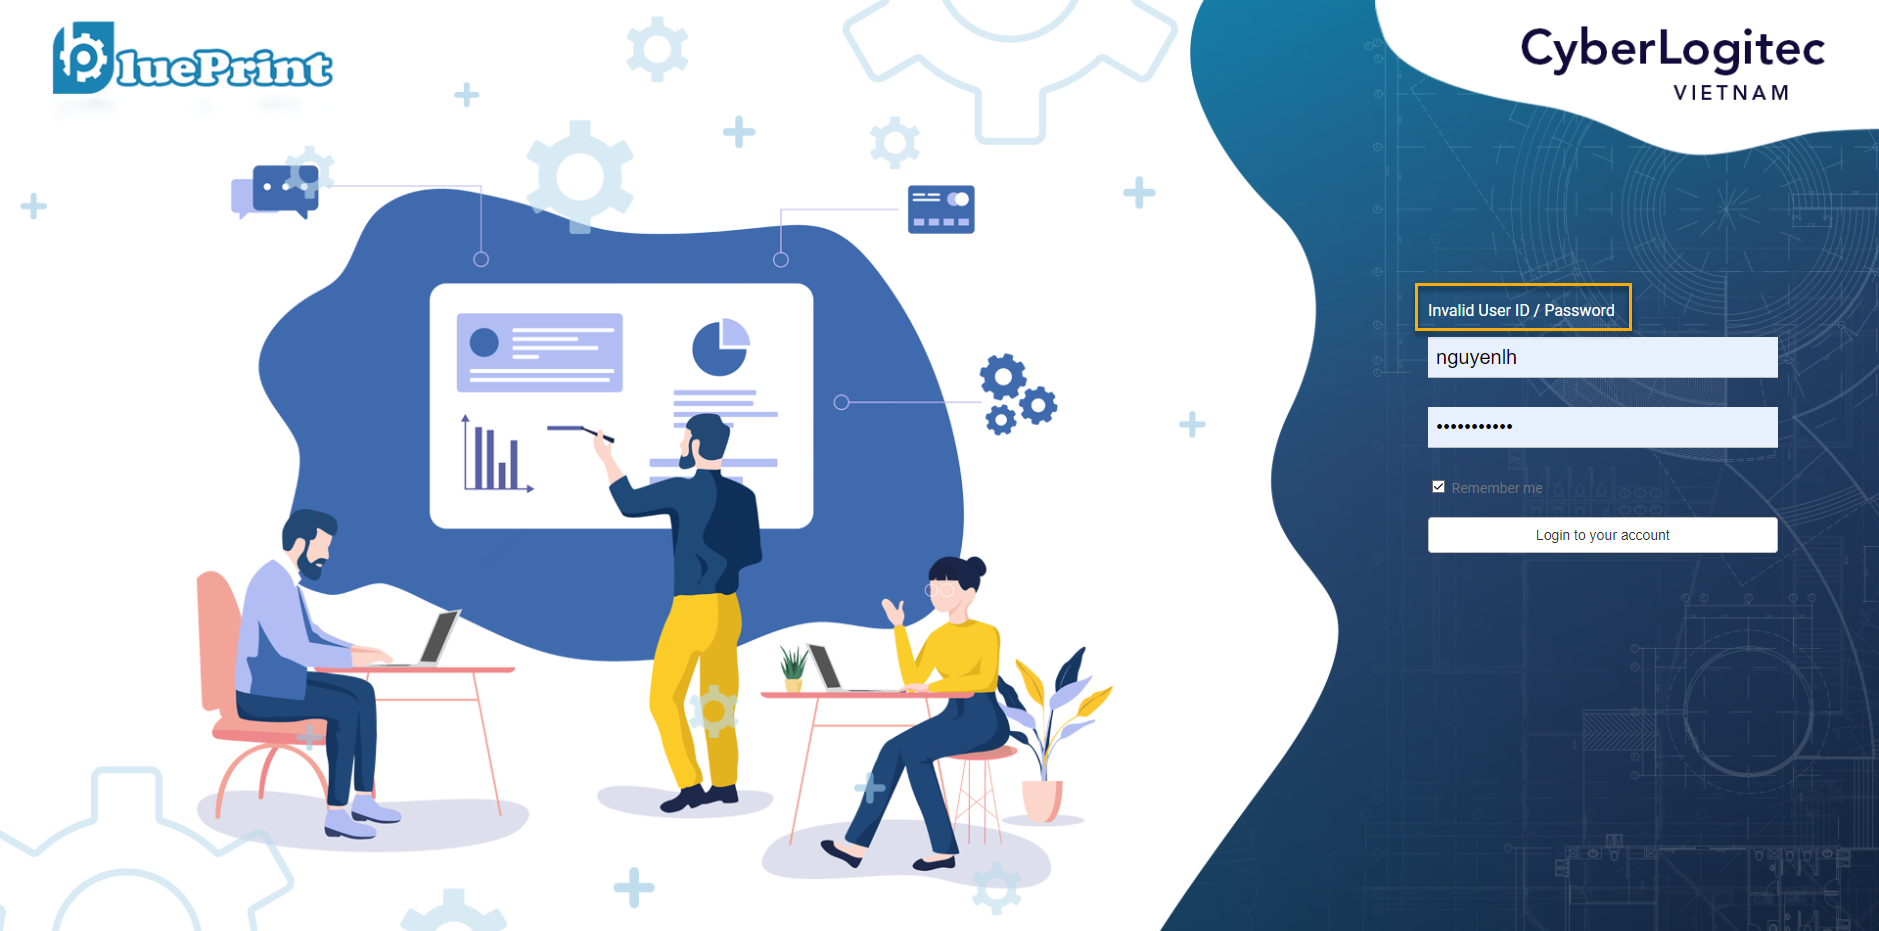 bluePrint
CyberLogitec
VIETNAM
Invalid User ID / Password
nguyenlh
•••••••••••
Remember me
Login to your account